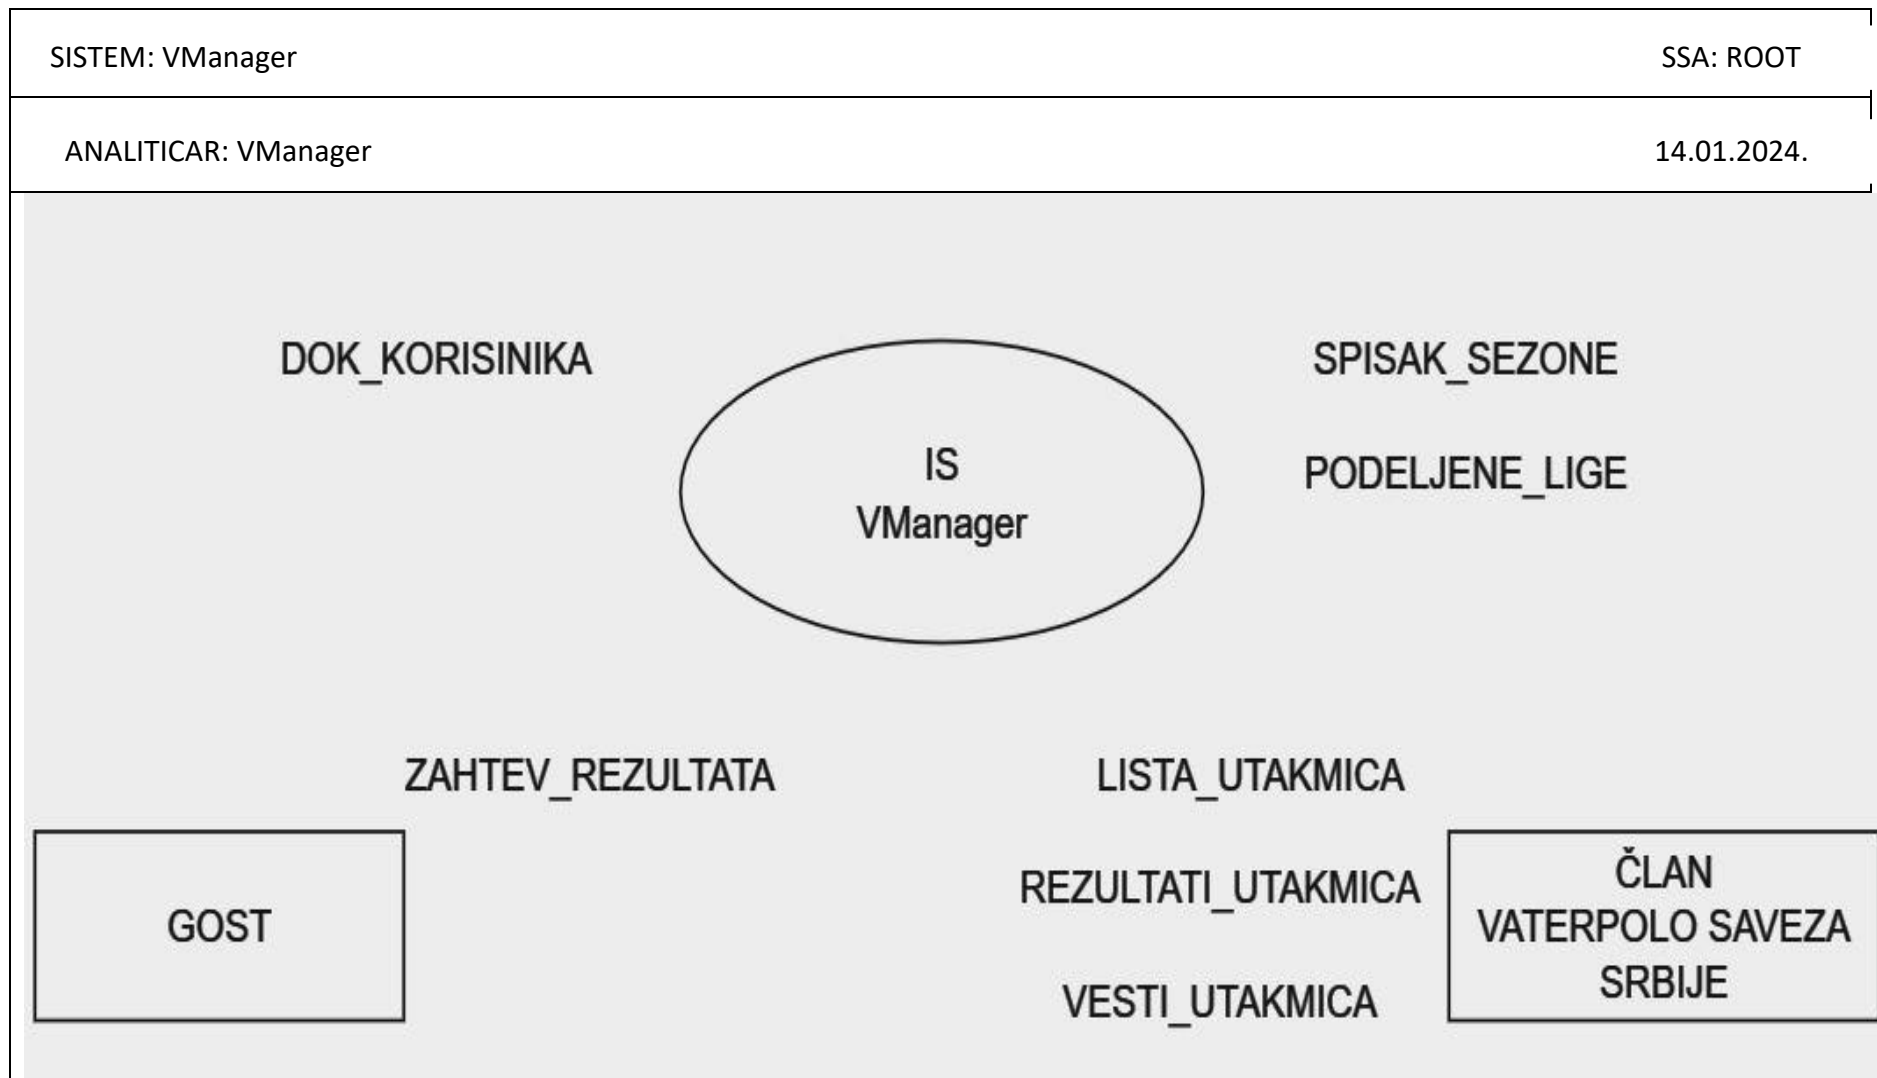 SISTEM: VManager SSA: ROOT
ANALITICAR: VManager 14.01.2024.
DOK_KORISINIKA
SPISAK_SEZONE
IS
VManager
PODELJENE_LIGE
ZAHTEV_REZULTATA
LISTA_UTAKMICA
GOST
REZULTATI_UTAKMICA
VESTI_UTAKMICA
ČLAN
VATERPOLO SAVEZA
SRBIJE